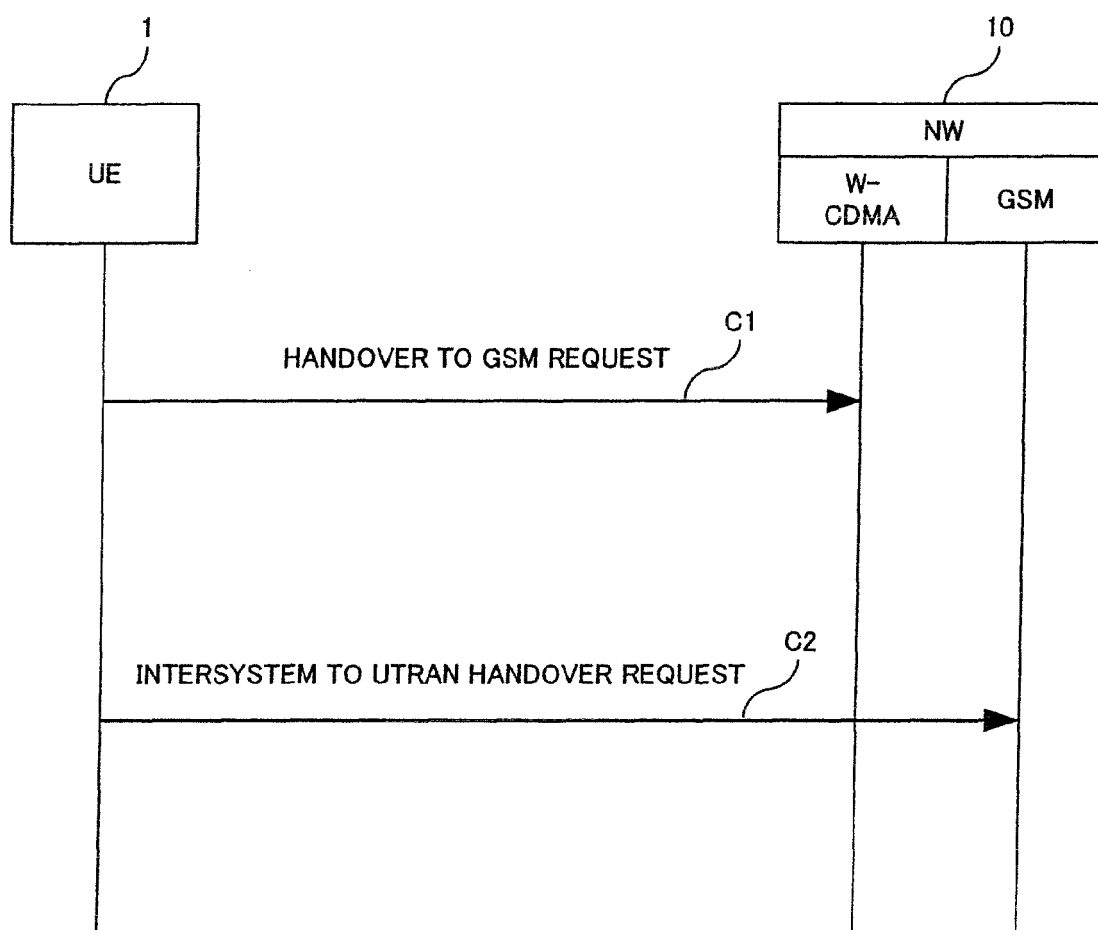 1
10
UE
NW
W-
CDMA
GSM
C1
HANDOVER TO GSM REQUEST
C2
INTERSYSTEM TO UTRAN HANDOVER REQUEST